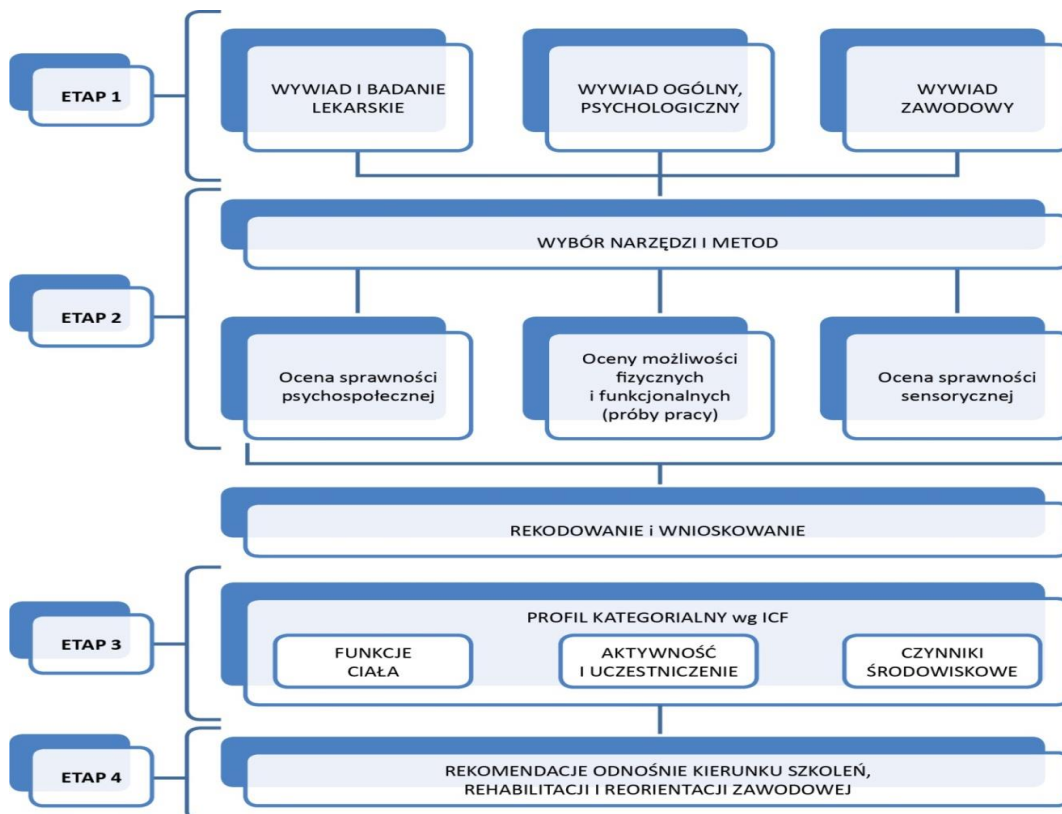 ETAP 1
WYWIAD I BADANIE
LEKARSKIE
WYWIAD OGÓLNY,
PSYCHOLOGICZNY
WYWIAD
ZAWODOWY
ETAP 2
WYBÓR NARZĘDZI I METOD
Ocena sprawności
psychospołecznej
Oceny możliwości
fizycznych
i funkcjonalnych
(próby pracy)
Ocena sprawności
sensorycznej
REKODOWANIE i WNIOSKOWANIE
ETAP 3
PROFIL KATEGORIALNY wg ICF
FUNKCJE
CIAŁA
AKTYWNOŚĆ
I UCZESTNICZENIE
CZYNNIKI
ŚRODOWISKOWE
ETAP 4
REKOMENDACJE ODNOŚNIE KIERUNKU SZKOLEŃ,
REHABILITACJI I REORIENTACJI ZAWODOWEJ